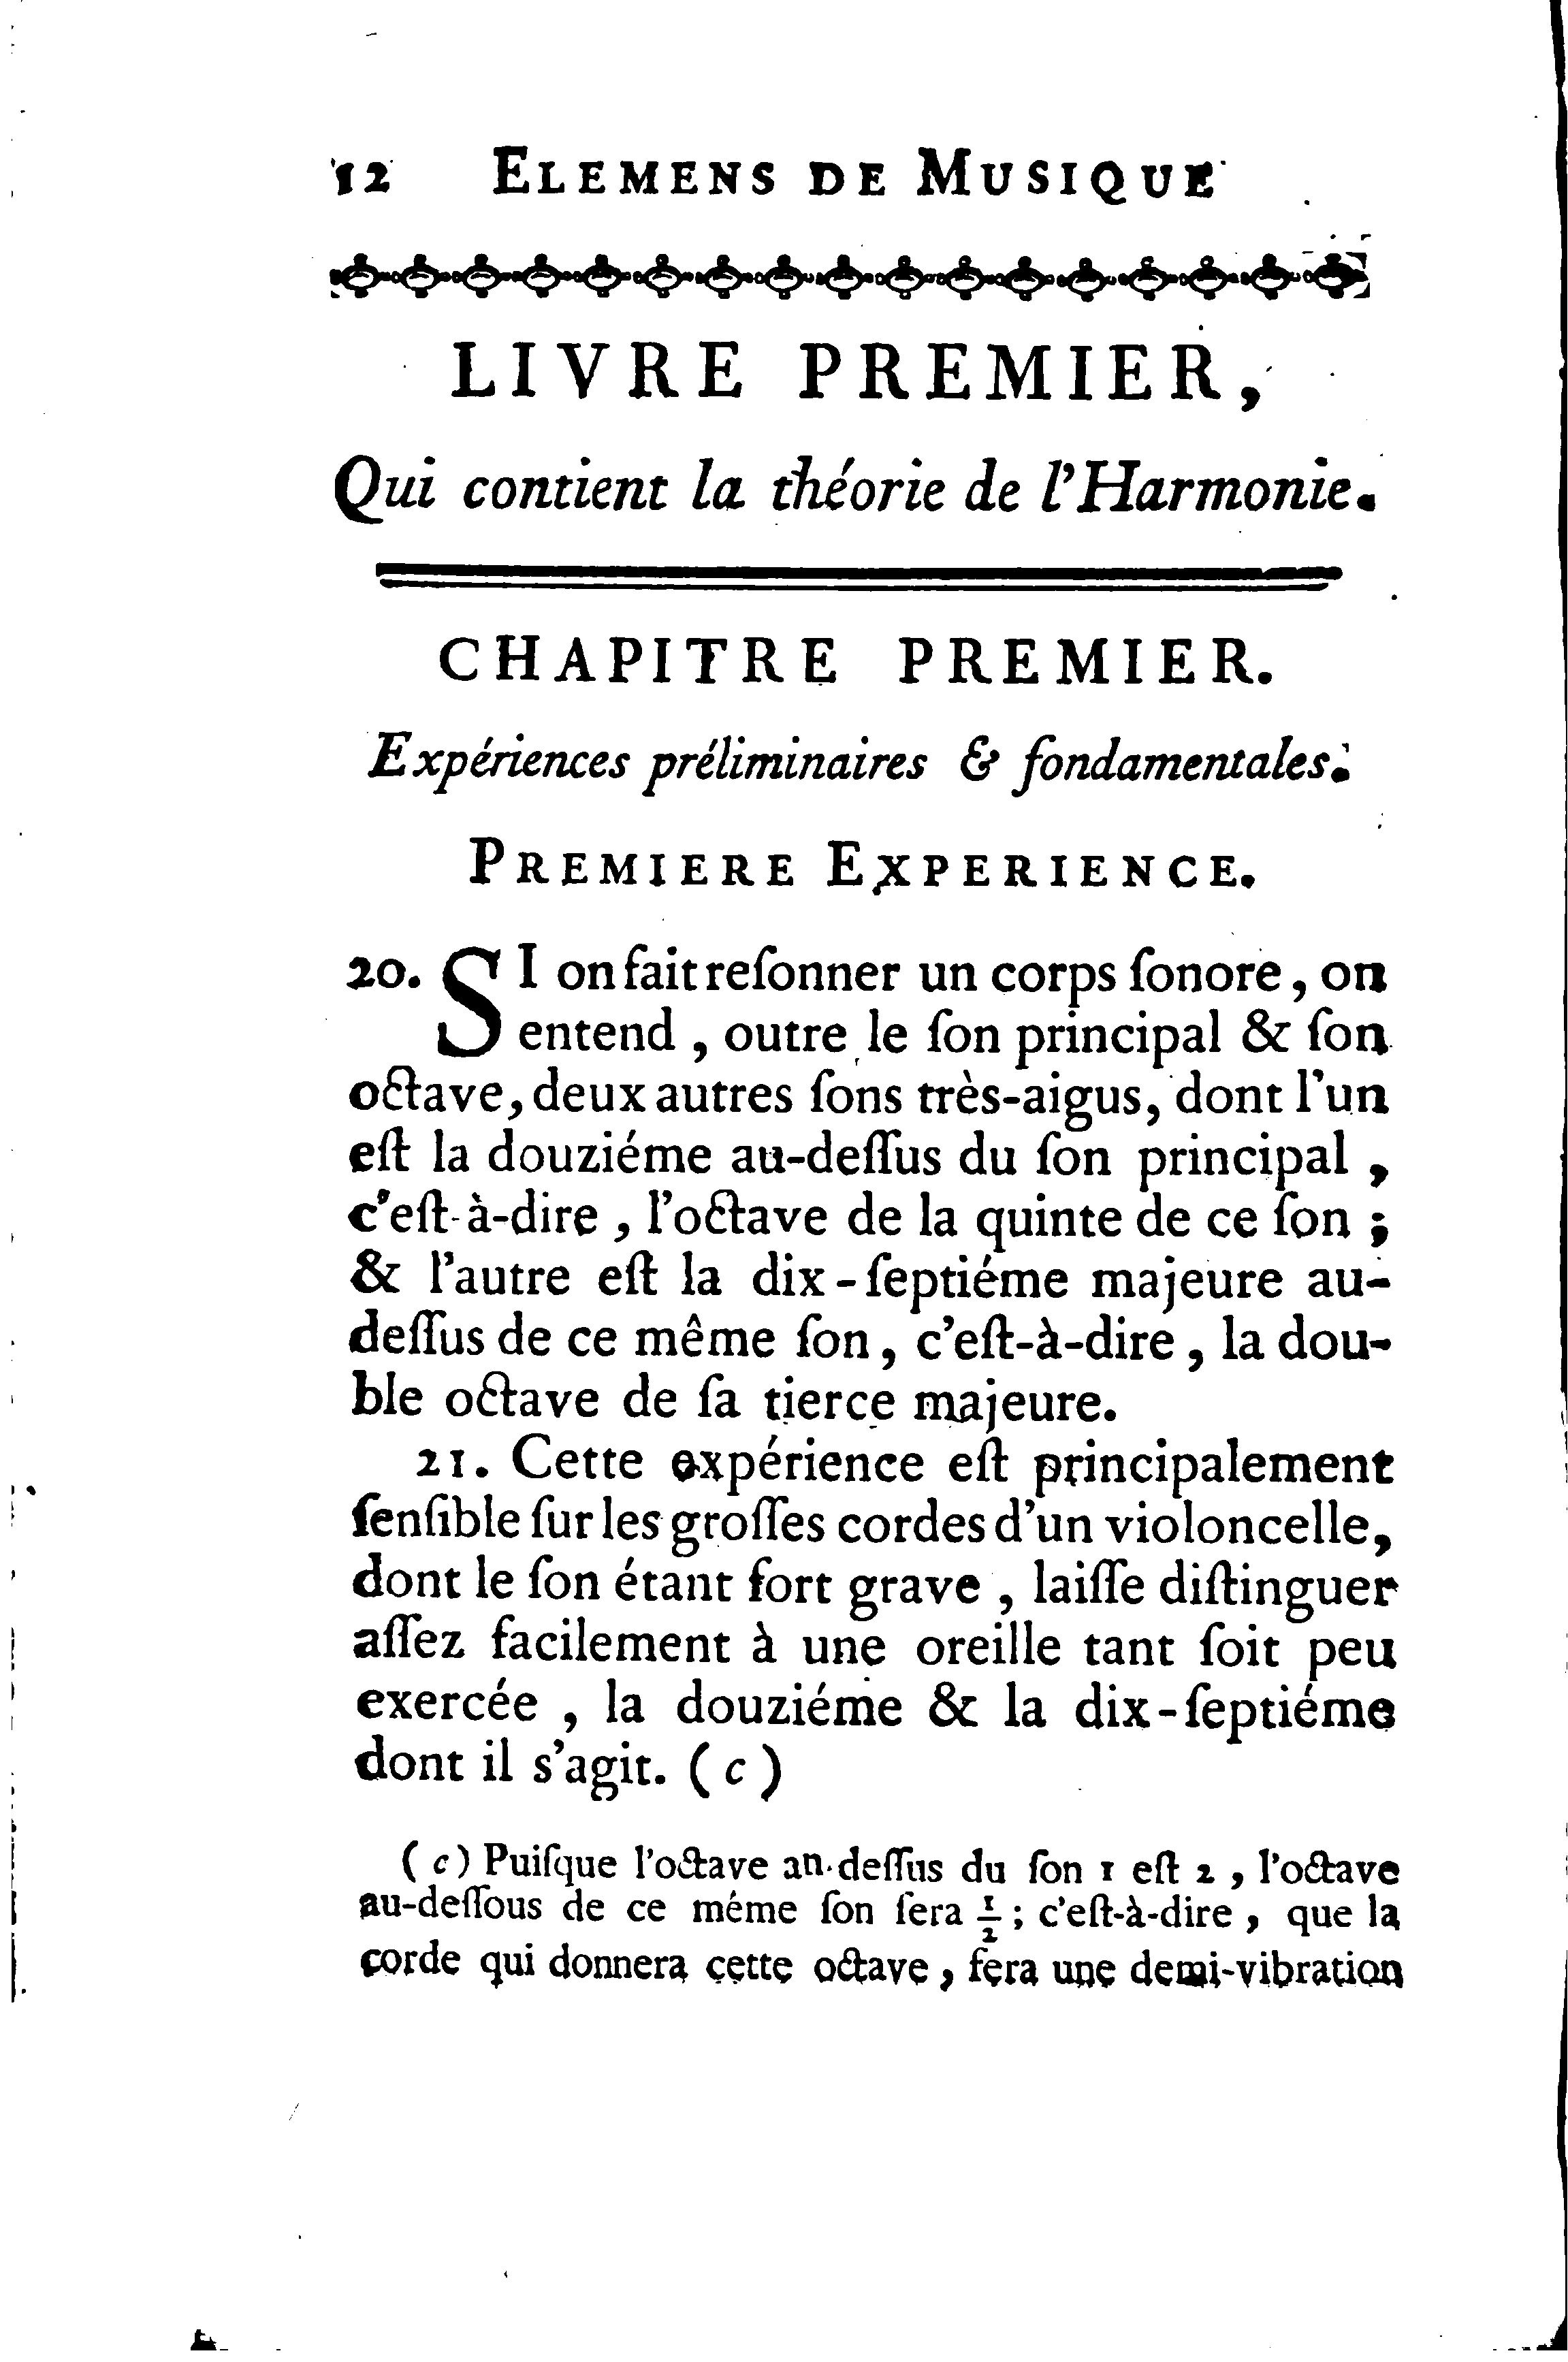 12 ELEMENS DE MUSIQUE
LIVRE PREMIER,
Qui contient la théorie de l'Harmonie.
CHAPITRE PREMIER.
Expériences préliminaires & fondamentales.
PREMIERE EXPERIENCE.
20. SI on fait reſonner un corps ſonore, on
entend, outre le ſon principal & ſon
octave, deux autres ſons très-aigus, dont l'un
eſt la douziéme au-deſſus du ſon principal,
c'eſt-à-dire, l'octave de la quinte de ce ſon;
& l'autre eſt la dix-ſeptiéme majeure au-
deſſus de ce même ſon, c'eſt-à-dire, la dou-
ble octave de ſa tierce majeure.
21. Cette expérience eſt principalement
ſenſible ſur les groſſes cordes d'un violoncelle,
dont le ſon étant fort grave, laiſſe diſtinguer
aſſez facilement à une oreille tant ſoit peu
exercée, la douziéme & la dix-ſeptiéme
dont il s'agit. (c)
(c) Puiſque l'octave an-deſſus du ſon 1 eſt 2, l'octave
au-deſſous de ce méme ſon ſera 1/2; c'eſt-à-dire, que la
corde qui donnera cette octave, fera une demi-vibration